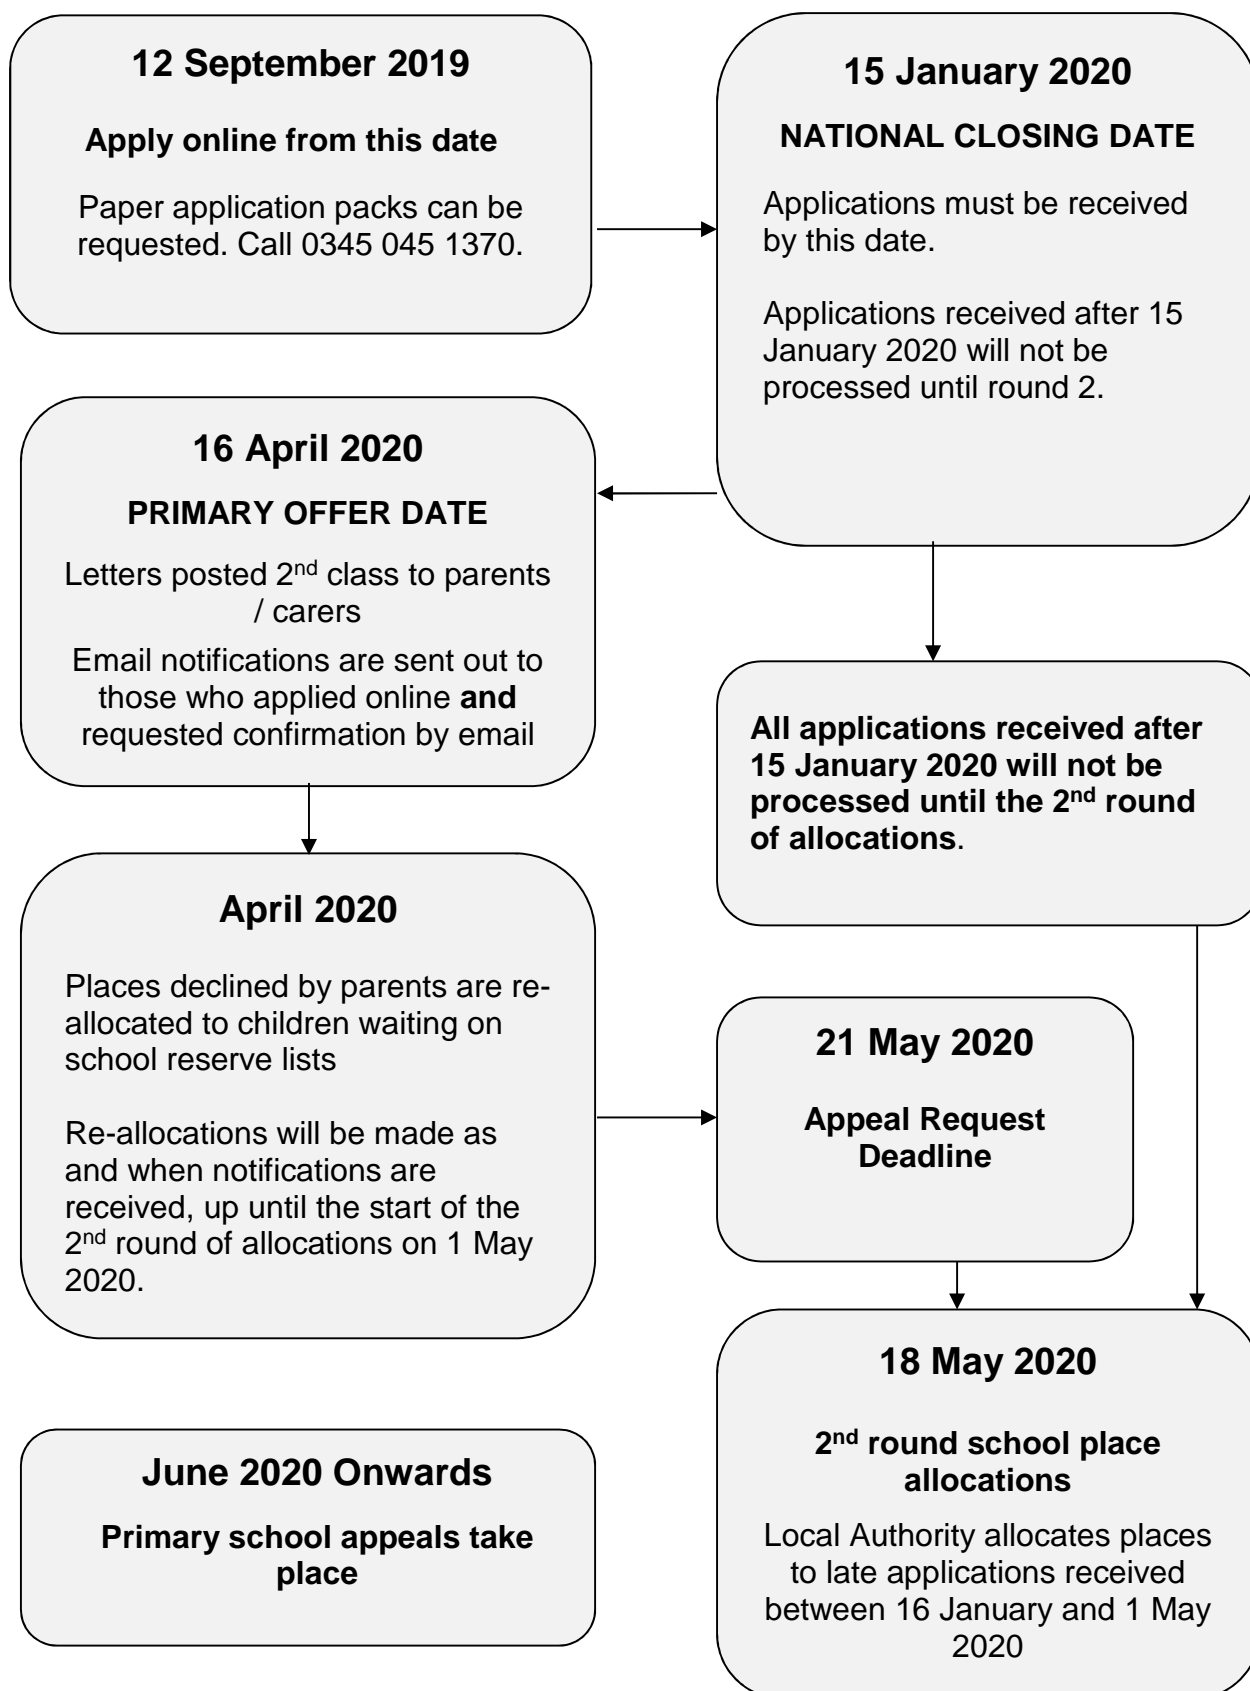 12 September 2019
Apply online from this date
Paper application packs can be
requested. Call 0345 045 1370.
15 January 2020
NATIONAL CLOSING DATE
Applications must be received
by this date.
Applications received after 15
January 2020 will not be
processed until round 2.
16 April 2020
PRIMARY OFFER DATE
Letters posted 2nd class to parents
/ carers
Email notifications are sent out to
those who applied online and
requested confirmation by email
All applications received after
15 January 2020 will not be
processed until the 2nd round
of allocations.
April 2020
Places declined by parents are re-
allocated to children waiting on
school reserve lists
Re-allocations will be made as
and when notifications are
received, up until the start of the
2nd round of allocations on 1 May
2020.
21 May 2020
Appeal Request
Deadline
18 May 2020
2nd round school place
allocations
Local Authority allocates places
to late applications received
between 16 January and 1 May
2020
June 2020 Onwards
Primary school appeals take
place